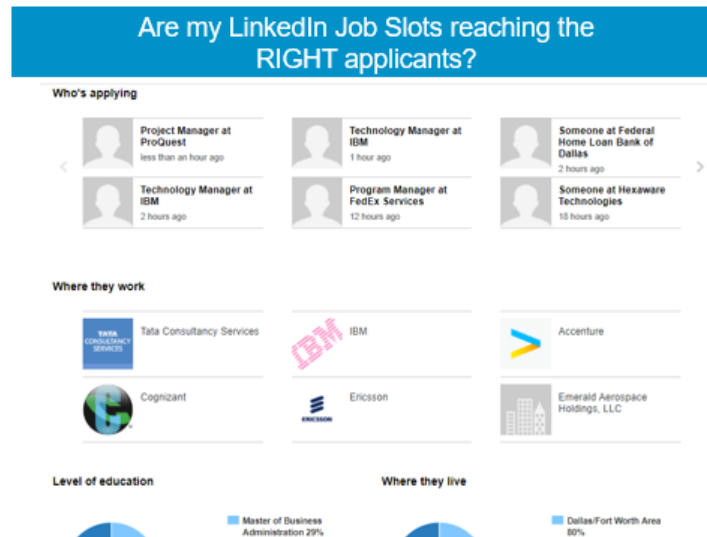 Are my LinkedIn Job Slots reaching the
RIGHT applicants?
Who's applying
Project Manager at
ProQuest
less than an hour ago
Technology Manager at
IBM
1 hour ago
Someone at Federal
Home Loan Bank of
Dallas
2 hours ago
Technology Manager at
IBM
2 hours ago
Program Manager at
FedEx Services
12 hours ago
Someone at Hexaware
Technologies
18 hours ago
Where they work
TATA
CONSULTANCY
SERVICES
Tata Consultancy Services
IBM
IBM
Accenture
Cognizant
ERICSSON
Ericsson
Emerald Aerospace
Holdings, LLC
Level of education
Where they live
Master of Business
Administration 29%
Dallas/Fort Worth Area
80%